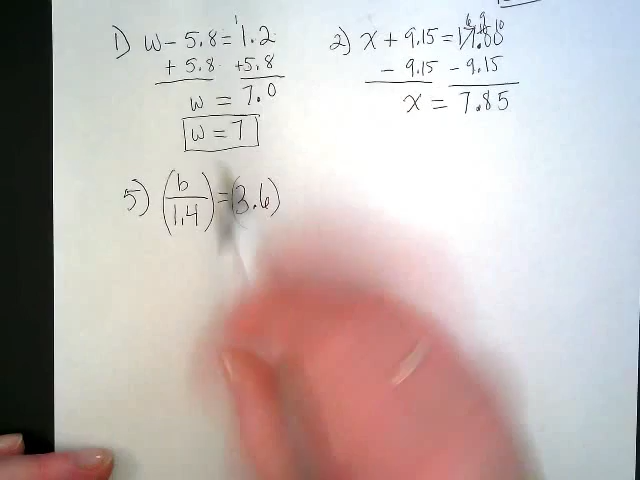 1) w - 5.8 = 1.2
+ 5.8 +5.8
w = 7.0
w = 7
2) x + 9.15 = 17.00
- 9.15 - 9.15
x = 7.85
5) (b/1.4) = (3.6)